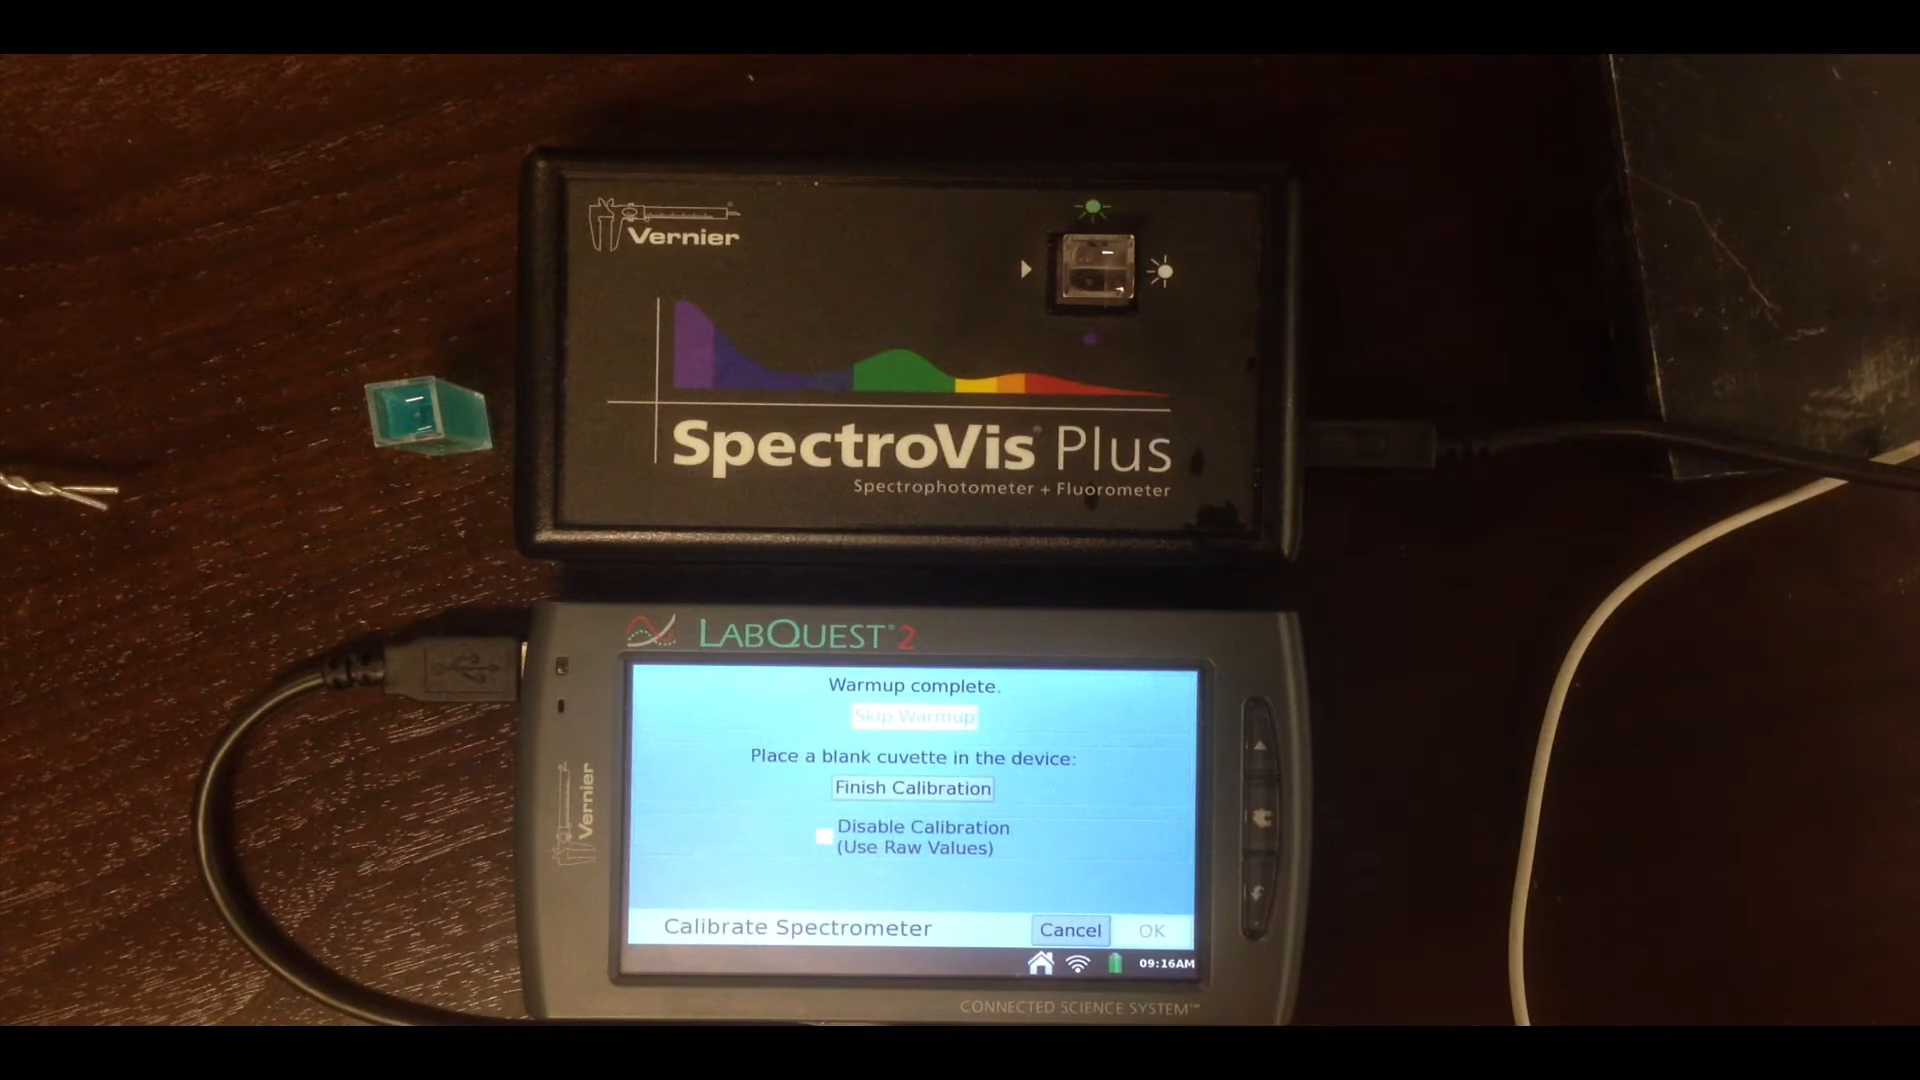 Vernier
SpectroVis® Plus
Spectrophotometer + Fluorometer
LABQUEST® 2
Vernier
Warmup complete.
Skip Warmup
Place a blank cuvette in the device:
Finish Calibration
Disable Calibration
(Use Raw Values)
Calibrate Spectrometer
Cancel
OK
09:16AM
CONNECTED SCIENCE SYSTEM™